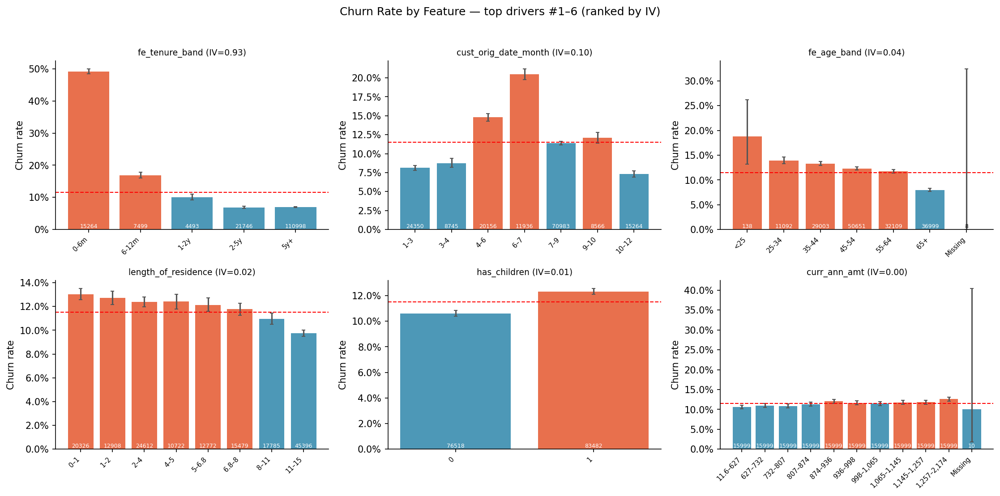 Churn Rate by Feature — top drivers #1–6 (ranked by IV)
fe_tenure_band (IV=0.93)
Churn rate
50%
40%
30%
20%
10%
0%
15264 7499 4493 21746 110998
0-6m 6-12m 1-2y 2-5y 5y+
cust_orig_date_month (IV=0.10)
Churn rate
20.0%
17.5%
15.0%
12.5%
10.0%
7.5%
5.0%
2.5%
0.0%
24350 8745 20156 11936 70983 8566 15264
1–3 3–4 4–6 6–7 7–9 9–10 10–12
fe_age_band (IV=0.04)
Churn rate
30.0%
25.0%
20.0%
15.0%
10.0%
5.0%
0.0%
138 11092 29003 50651 32109 36999 8
<25 25-34 35-44 45-54 55-64 65+ Missing
length_of_residence (IV=0.02)
Churn rate
14.0%
12.0%
10.0%
8.0%
6.0%
4.0%
2.0%
0.0%
20326 12908 24612 10722 12772 15479 17785 45396
0–1 1–2 2–4 4–5 5–6.8 6.8–8 8–11 11–15
has_children (IV=0.01)
Churn rate
12.0%
10.0%
8.0%
6.0%
4.0%
2.0%
0.0%
76518 83482
0 1
curr_ann_amt (IV=0.00)
Churn rate
40.0%
35.0%
30.0%
25.0%
20.0%
15.0%
10.0%
5.0%
0.0%
15999 15999 15999 15999 15999 15999 15999 15999 15999 15999 10
11.6–627 627–732 732–807 807–874 874–936 936–998 998–1,065 1,065–1,145 1,145–1,257 1,257–2,174 Missing